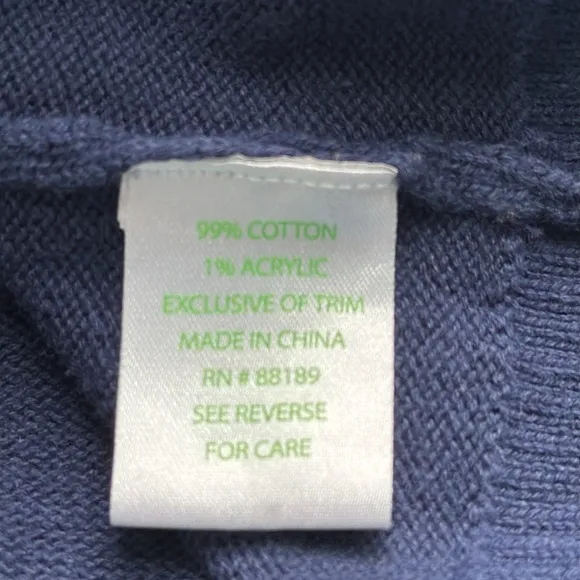 99% COTTON
1% ACRYLIC
EXCLUSIVE OF TRIM
MADE IN CHINA
RN # 88189
SEE REVERSE
FOR CARE